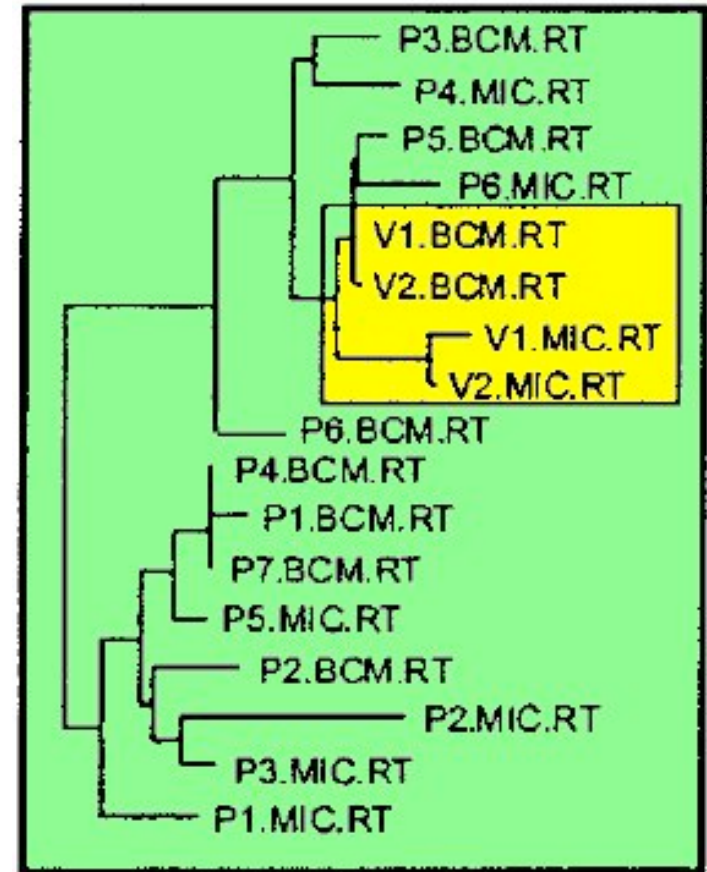 P3.BCM.RT
P4.MIC.RT
P5.BCM.RT
P6.MIC.RT
V1.BCM.RT
V2.BCM.RT
V1.MIC.RT
V2.MIC.RT
P6.BCM.RT
P4.BCM.RT
P1.BCM.RT
P7.BCM.RT
P5.MIC.RT
P2.BCM.RT
P2.MIC.RT
P3.MIC.RT
P1.MIC.RT